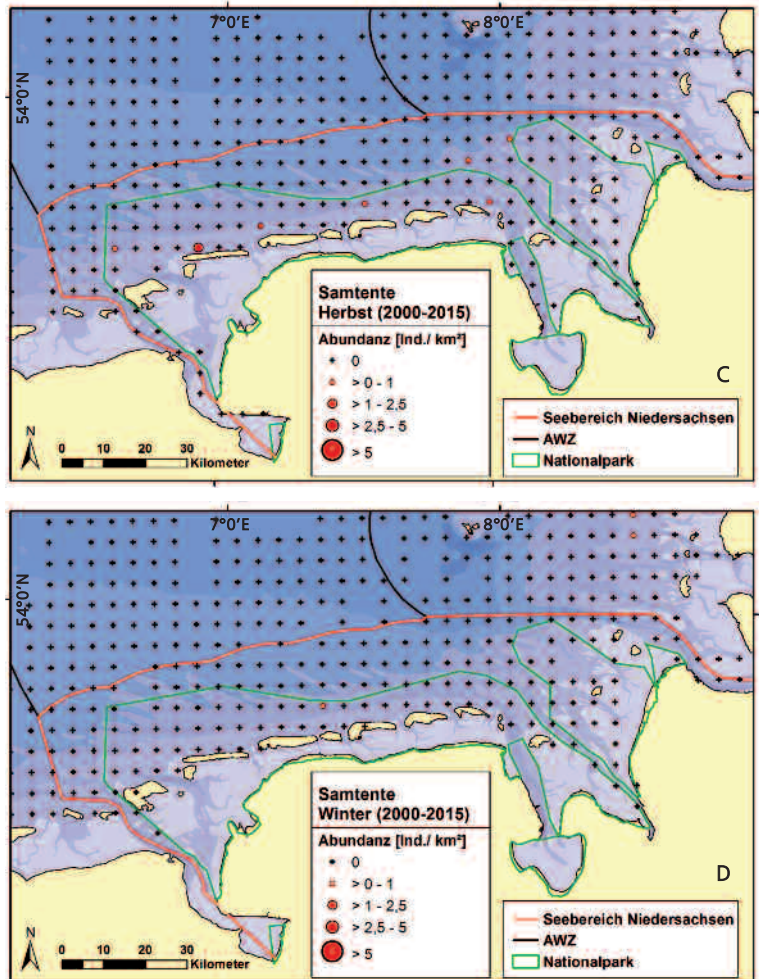 7°0'E
8°0'E
54°0'N
Samtente
Herbst (2000-2015)
Abundanz [Ind./ km²]
0
> 0 - 1
> 1 - 2,5
> 2,5 - 5
> 5
C
Seebereich Niedersachsen
AWZ
Nationalpark
N
0 10 20 30
Kilometer
7°0'E
8°0'E
54°0'N
Samtente
Winter (2000-2015)
Abundanz [Ind./ km²]
0
> 0 - 1
> 1 - 2,5
> 2,5 - 5
> 5
D
Seebereich Niedersachsen
AWZ
Nationalpark
N
0 10 20 30
Kilometer